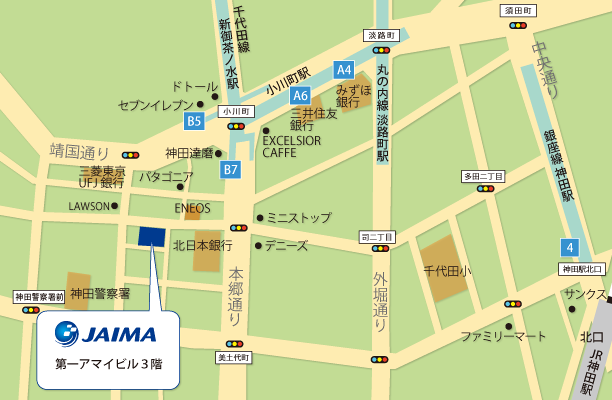 須田町
千代田線
新御茶ノ水駅
淡路町
中央通り
小川町駅
A4
丸の内線 淡路町駅
ドトール
みずほ
銀行
A6
セブンイレブン
小川町
三井住友
銀行
B5
銀座線 神田駅
EXCELSIOR
CAFFE
靖国通り
神田達磨
B7
三菱東京
UFJ 銀行
パタゴニア
多田二丁目
LAWSON
ENEOS
ミニストップ
司二丁目
北日本銀行
デニーズ
4
神田駅北口
千代田小
本郷通り
外堀通り
神田警察署前
神田警察署
サンクス
JAIMA
第一アマイビル３階
ファミリーマート
北口
JR神田駅
美土代町